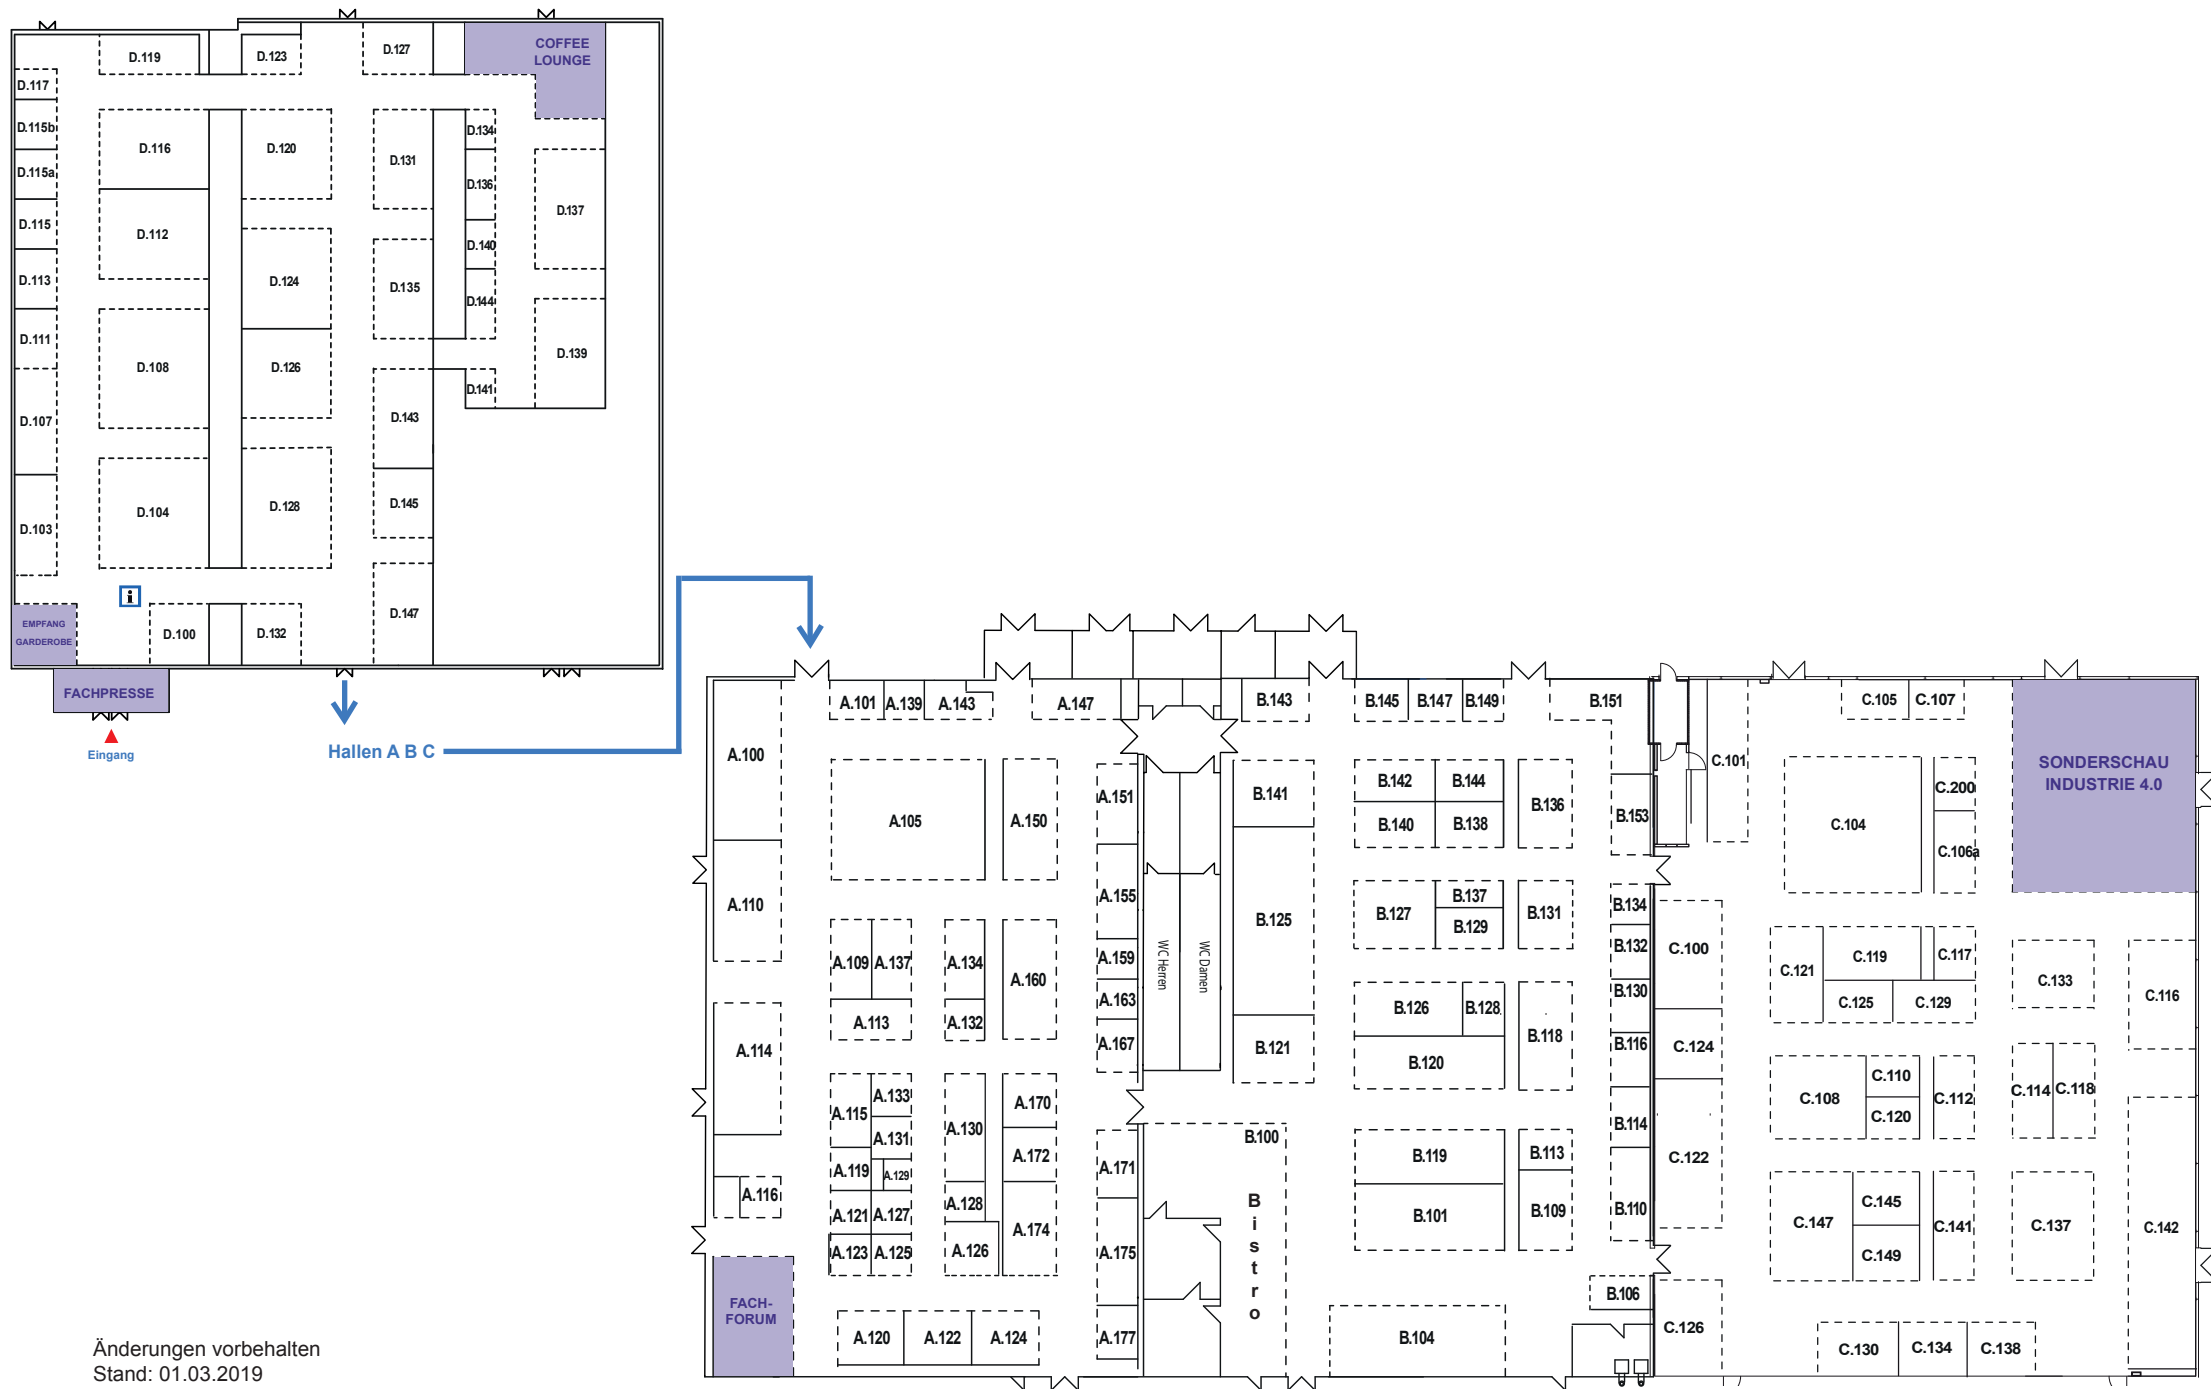 D.119
D.123
D.127
COFFEE
LOUNGE
D.117
D.115b
D.115a
D.115
D.113
D.111
D.107
D.103
D.116
D.112
D.108
D.104
D.120
D.124
D.126
D.128
D.131
D.135
D.143
D.145
D.147
D.134
D.136
D.140
D.144
D.141
D.137
D.139
i
EMPFANG
GARDEROBE
D.100
D.132
FACHPRESSE
Eingang
Hallen A B C
A.101
A.139
A.143
A.147
A.100
A.105
A.150
A.151
A.110
A.155
A.109
A.137
A.134
A.160
A.159
A.163
A.113
A.132
A.167
A.114
A.115
A.133
A.131
A.130
A.170
A.172
A.119
A.129
A.171
A.116
A.128
A.121
A.127
A.174
A.123
A.125
A.126
A.175
FACH-
FORUM
A.120
A.122
A.124
A.177
WC Herren
WC Damen
B.143
B.145
B.147
B.149
B.151
B.141
B.142
B.144
B.136
B.140
B.138
B.153
B.125
B.127
B.137
B.129
B.131
B.134
B.132
B.126
B.128
B.130
B.118
B.121
B.120
B.116
B.114
B.100
B.119
B.113
B.101
B.109
B.110
Bistro
B.106
B.104
C.105
C.107
C.101
SONDERSCHAU
INDUSTRIE 4.0
C.104
C.200
C.106a
C.100
C.121
C.119
C.117
C.125
C.129
C.133
C.116
C.124
C.108
C.110
C.120
C.112
C.114
C.118
C.122
C.147
C.145
C.149
C.141
C.137
C.142
C.126
C.130
C.134
C.138
Änderungen vorbehalten
Stand: 01.03.2019